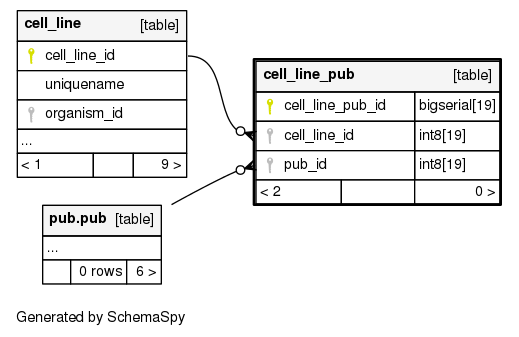 cell_line [table]
cell_line_id
uniquename
organism_id
...
< 1 9 >
cell_line_pub [table]
cell_line_pub_id bigserial[19]
cell_line_id int8[19]
pub_id int8[19]
< 2 0 >
pub.pub [table]
...
0 rows 6 >
Generated by SchemaSpy